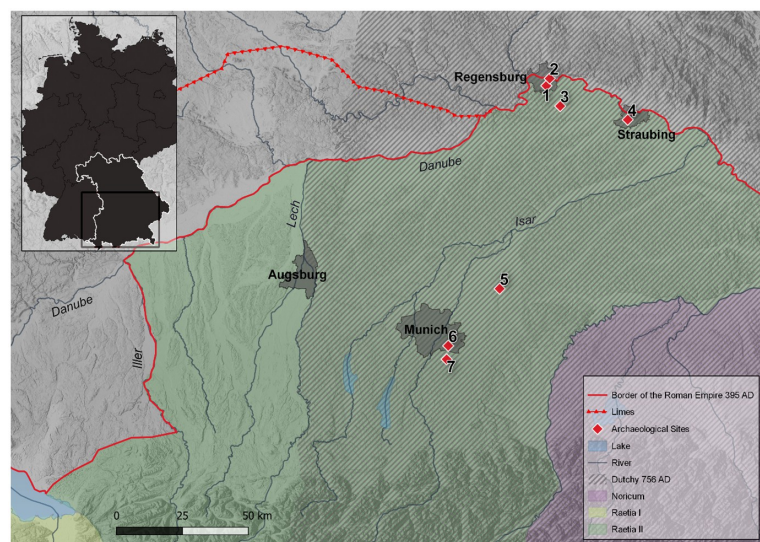 Regensburg
2
1
3
4
Straubing
Danube
Isar
Lech
Augsburg
5
Danube
Iller
Munich
6
7
Border of the Roman Empire 395 AD
Limes
Archaeological Sites
Lake
River
Dutchy 756 AD
Noricum
Raetia I
Raetia II
0 25 50 km